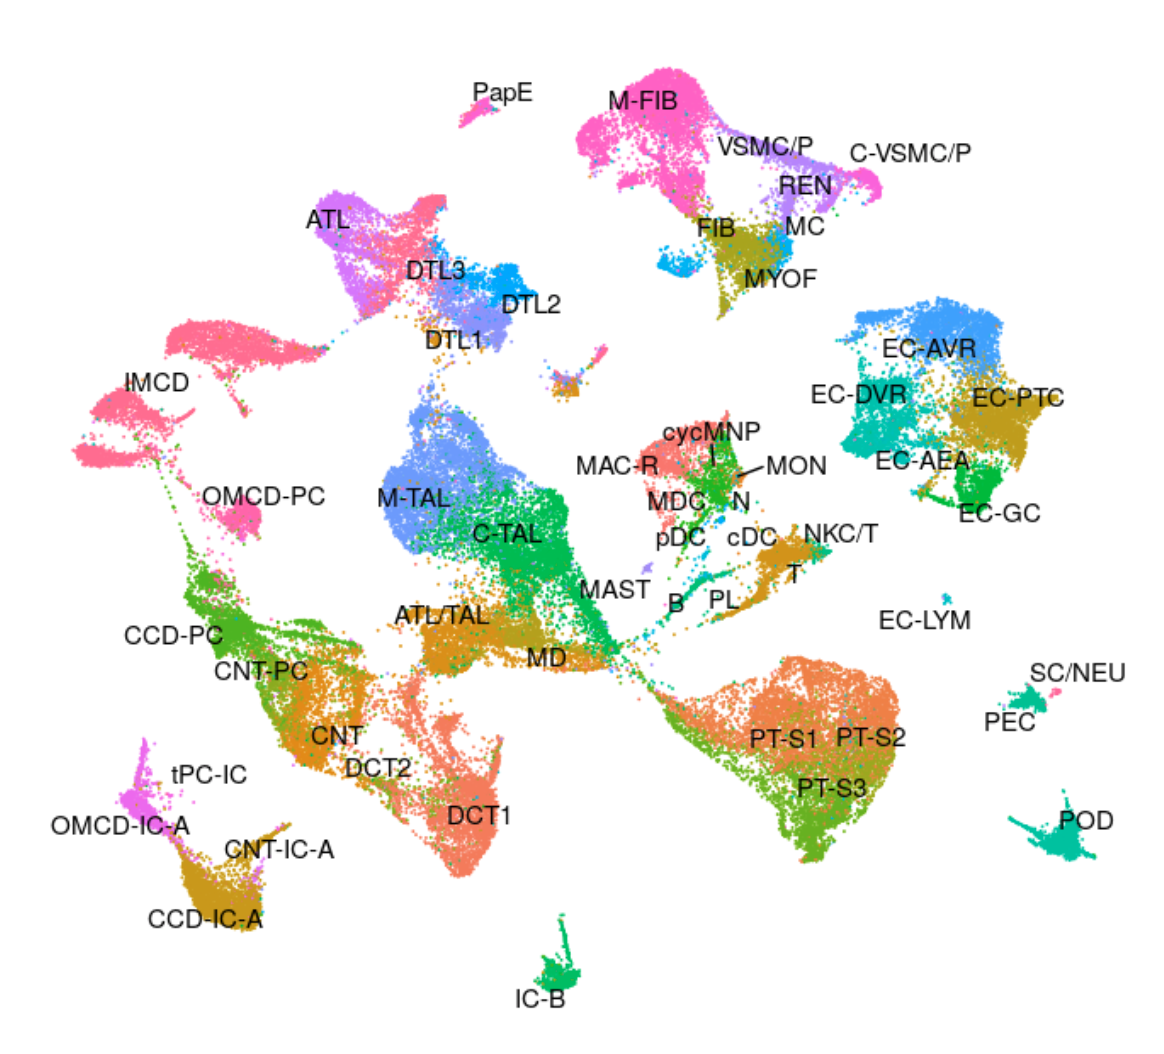 PapE
M-FIB
VSMC/P
C-VSMC/P
REN
ATL
FIB
MC
DTL3
MYOF
DTL2
DTL1
EC-AVR
IMCD
EC-DVR
EC-PTC
cycMNP
MAC-R
MON
EC-AEA
OMCD-PC
M-TAL
MDC
N
EC-GC
C-TAL
pDC
cDC
NKC/T
MAST
T
B
PL
ATL/TAL
EC-LYM
CCD-PC
MD
CNT-PC
SC/NEU
PEC
CNT
PT-S1
PT-S2
DCT2
tPC-IC
PT-S3
DCT1
POD
OMCD-IC-A
CNT-IC-A
CCD-IC-A
IC-B